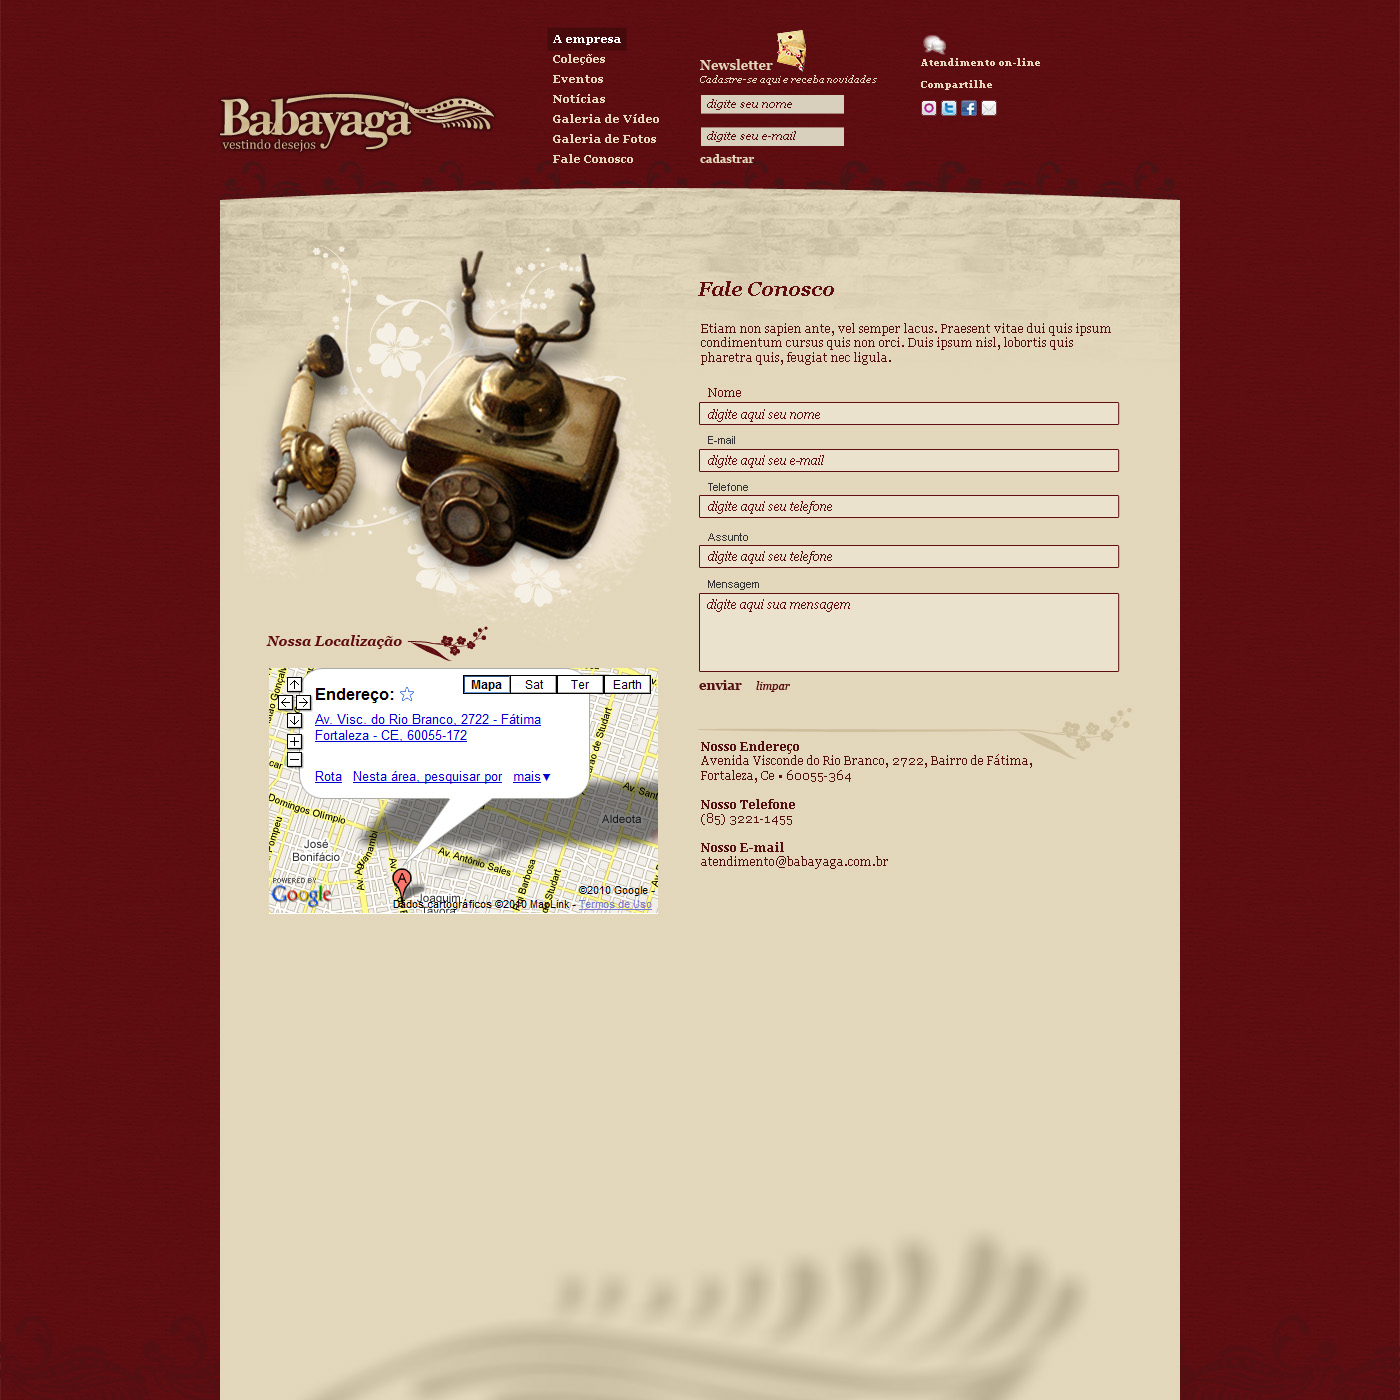 Babayaga
vestindo desejos
A empresa
Coleções
Eventos
Notícias
Galeria de Vídeo
Galeria de Fotos
Fale Conosco
Newsletter
Cadastre-se aqui e receba novidades
digite seu nome
digite seu e-mail
cadastrar
Atendimento on-line
Compartilhe
Fale Conosco
Etiam non sapien ante, vel semper lacus. Praesent vitae dui quis ipsum
condimentum cursus quis non orci. Duis ipsum nisl, lobortis quis
pharetra quis, feugiat nec ligula.
Nome
digite aqui seu nome
E-mail
digite aqui seu e-mail
Telefone
digite aqui seu telefone
Assunto
digite aqui seu telefone
Mensagem
digite aqui sua mensagem
enviar limpar
Nossa Localização
Mapa Sat Ter Earth
Endereço:
Av. Visc. do Rio Branco, 2722 - Fátima
Fortaleza - CE, 60055-172
Rota Nesta área, pesquisar por mais
car
Domingos Olímpio
Pompeu
José
Bonifácio
Av. Antônio Sales
Av. Sant
Aldeota
rão de Studart
Barbosa
Studart
Joaquim
Távora
A
POWERED BY
Google
©2010 Google -
Dados cartográficos ©2010 MapLink - Termos de Uso
Nosso Endereço
Avenida Visconde do Rio Branco, 2722, Bairro de Fátima,
Fortaleza, Ce • 60055-364
Nosso Telefone
(85) 3221-1455
Nosso E-mail
atendimento@babayaga.com.br